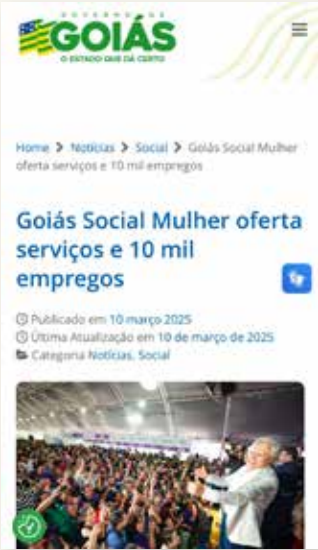 GOVERNO DE
GOIÁS
O ESTADO QUE DÁ CERTO
Home > Notícias > Social > Goiás Social Mulher
oferta serviços e 10 mil empregos
Goiás Social Mulher oferta
serviços e 10 mil
empregos
Publicado em 10 março 2025
Última Atualização em 10 de março de 2025
Categoria Notícias, Social